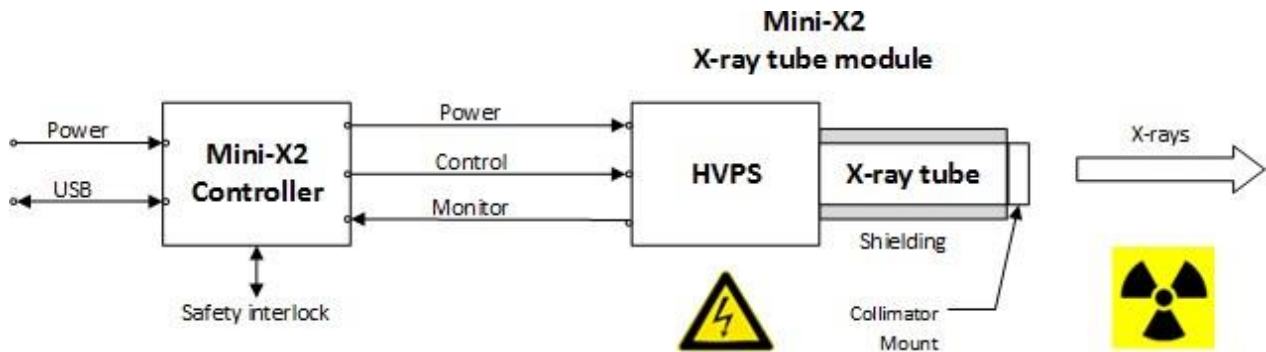 Mini-X2
X-ray tube module
Power
USB
Mini-X2
Controller
Safety interlock
Power
Control
Monitor
HVPS
X-ray tube
Shielding
Collimator
Mount
X-rays